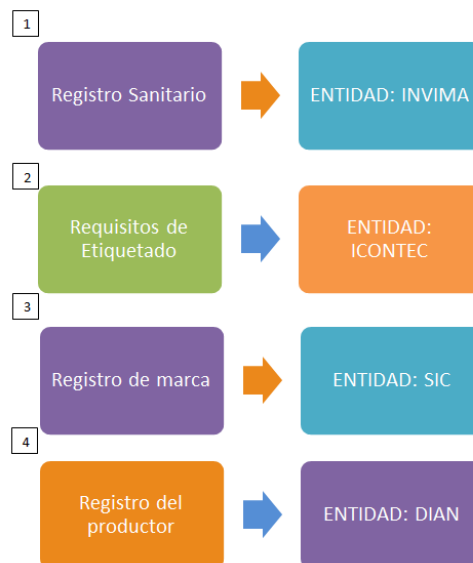 1
Registro Sanitario
ENTIDAD: INVIMA
2
Requisitos de
Etiquetado
ENTIDAD:
ICONTEC
3
Registro de marca
ENTIDAD: SIC
4
Registro del
productor
ENTIDAD: DIAN